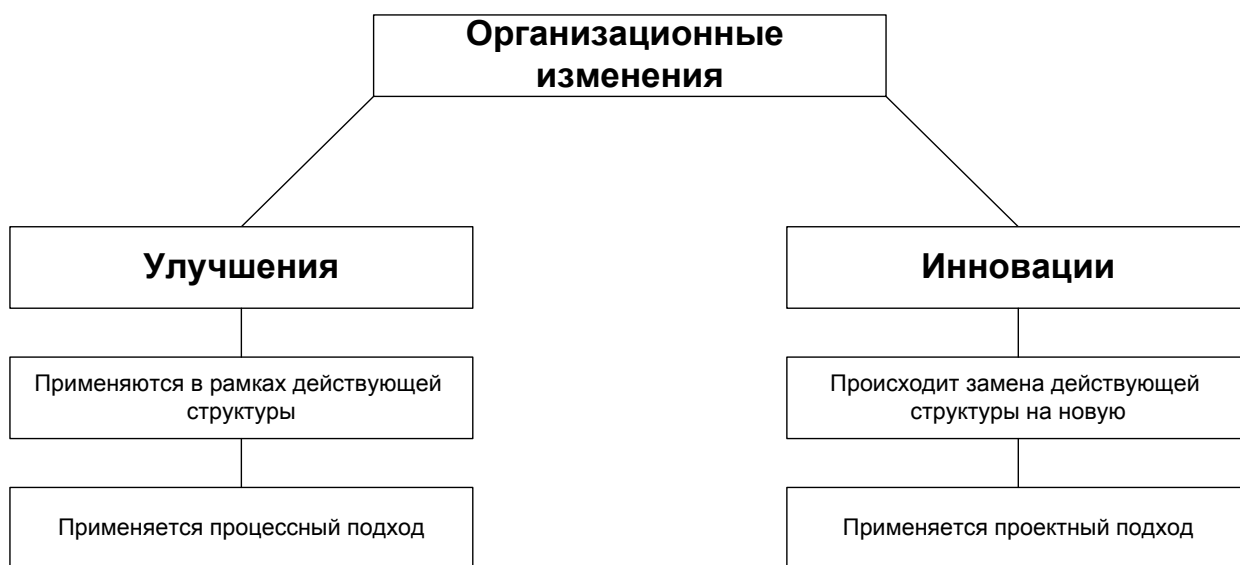 Организационные
изменения
Улучшения
Инновации
Применяются в рамках действующей
структуры
Происходит замена действующей
структуры на новую
Применяется процессный подход
Применяется проектный подход